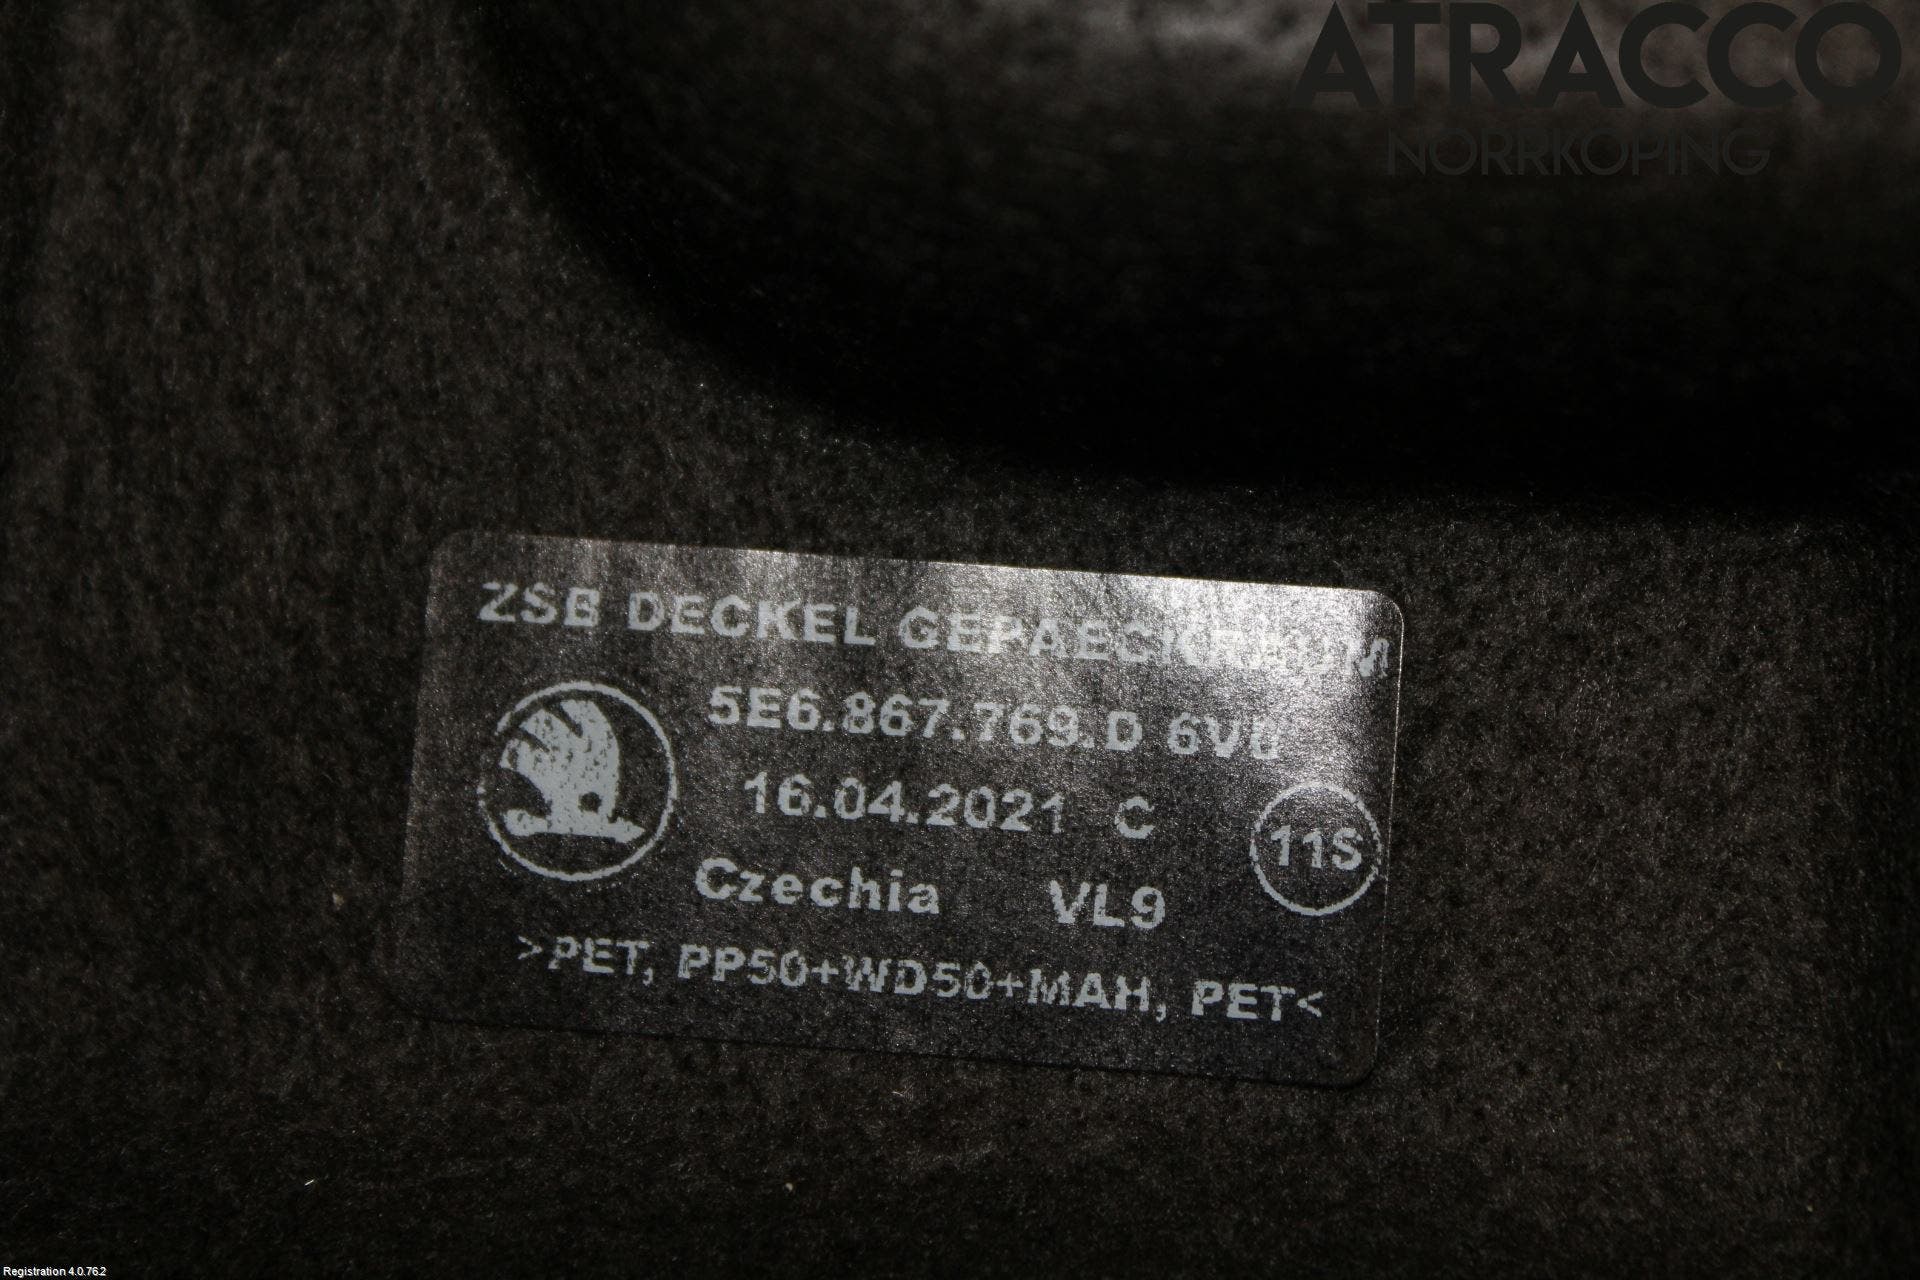 ATRACCO
NORRKOPING
ZSB DECKEL GEPAECKRAUM
5E6.867.769.D 6V0
16.04.2021 C
11S
Czechia VL9
>PET, PP50+WD50+MAH, PET<
Registration 4.0.76.2